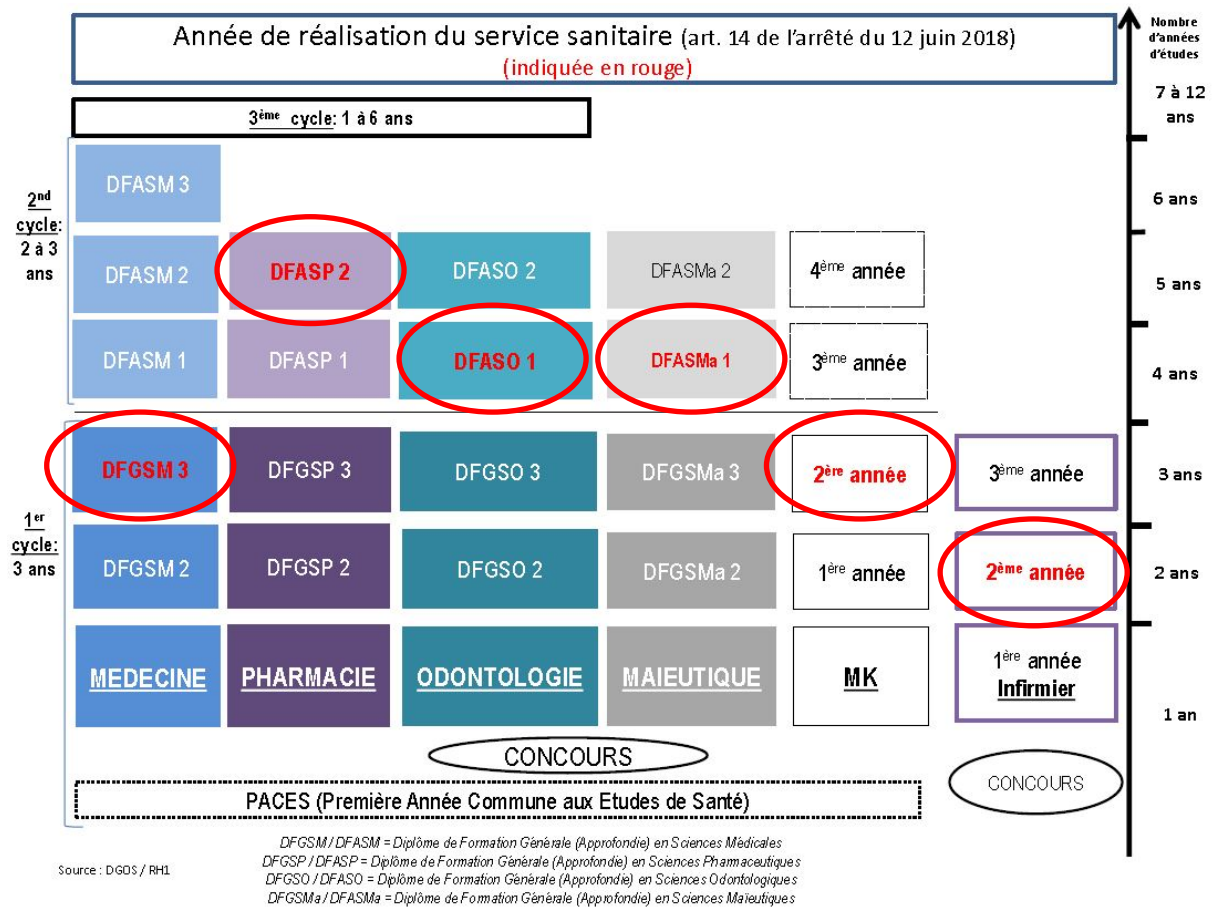 Année de réalisation du service sanitaire (art. 14 de l'arrêté du 12 juin 2018)
(indiquée en rouge)
Nombre
d'années
d'études
7 à 12
ans
3ème cycle: 1 à 6 ans
2nd
cycle:
2 à 3
ans
DFASM 3
6 ans
DFASM 2
DFASP 2
DFASO 2
DFASMa 2
4ème année
5 ans
DFASM 1
DFASP 1
DFASO 1
DFASMa 1
3ème année
4 ans
1er
cycle:
3 ans
DFGSM 3
DFGSP 3
DFGSO 3
DFGSMa 3
2ère année
3ème année
3 ans
DFGSM 2
DFGSP 2
DFGSO 2
DFGSMa 2
1ère année
2ème année
2 ans
MEDECINE
PHARMACIE
ODONTOLOGIE
MAIEUTIQUE
MK
1ère année
Infirmier
1 an
CONCOURS
CONCOURS
PACES (Première Année Commune aux Etudes de Santé)
DFGSM / DFASM = Diplôme de Formation Générale (Approfondie) en Sciences Médicales
DFGSP / DFASP = Diplôme de Formation Générale (Approfondie) en Sciences Pharmaceutiques
DFGSO / DFASO = Diplôme de Formation Générale (Approfondie) en Sciences Odontologiques
DFGSMa / DFASMa = Diplôme de Formation Générale (Approfondie) en Sciences Maïeutiques
Source : DGOS / RH1